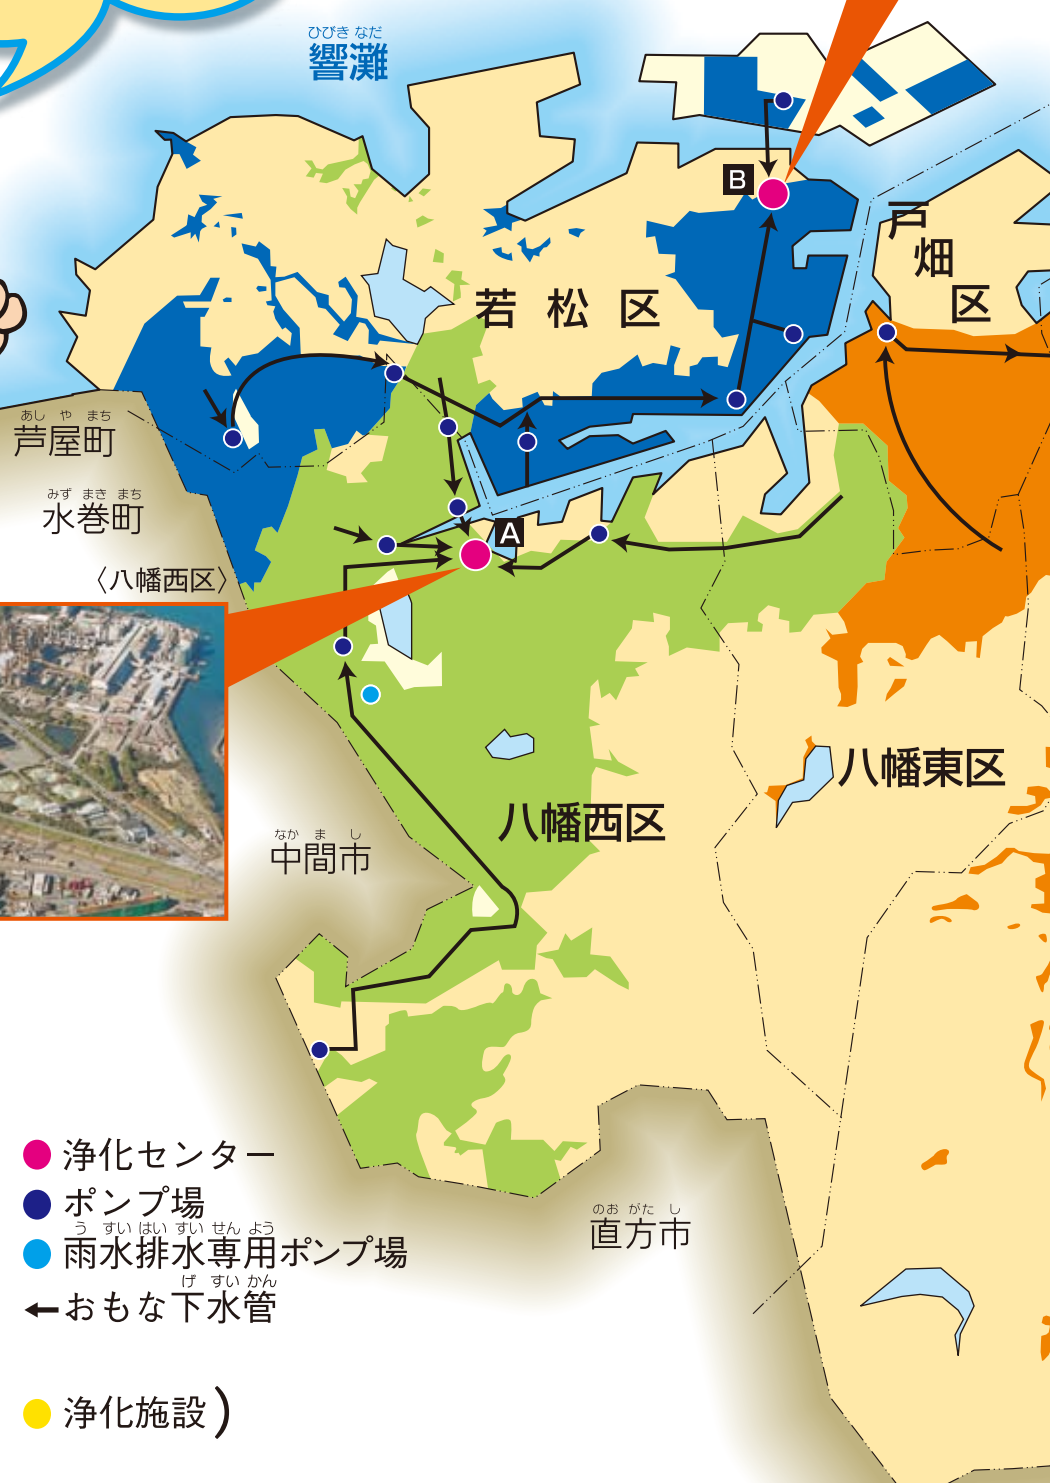 ひびき なだ
響灘
B
戸畑区
若松区
あし や まち
芦屋町
みず まき まち
水巻町
A
〈八幡西区〉
八幡東区
八幡西区
なか ま し
中間市
浄化センター
ポンプ場
う すい はい すい せん よう
雨水排水専用ポンプ場
げ すい かん
おもな下水管
のお がた し
直方市
浄化施設)